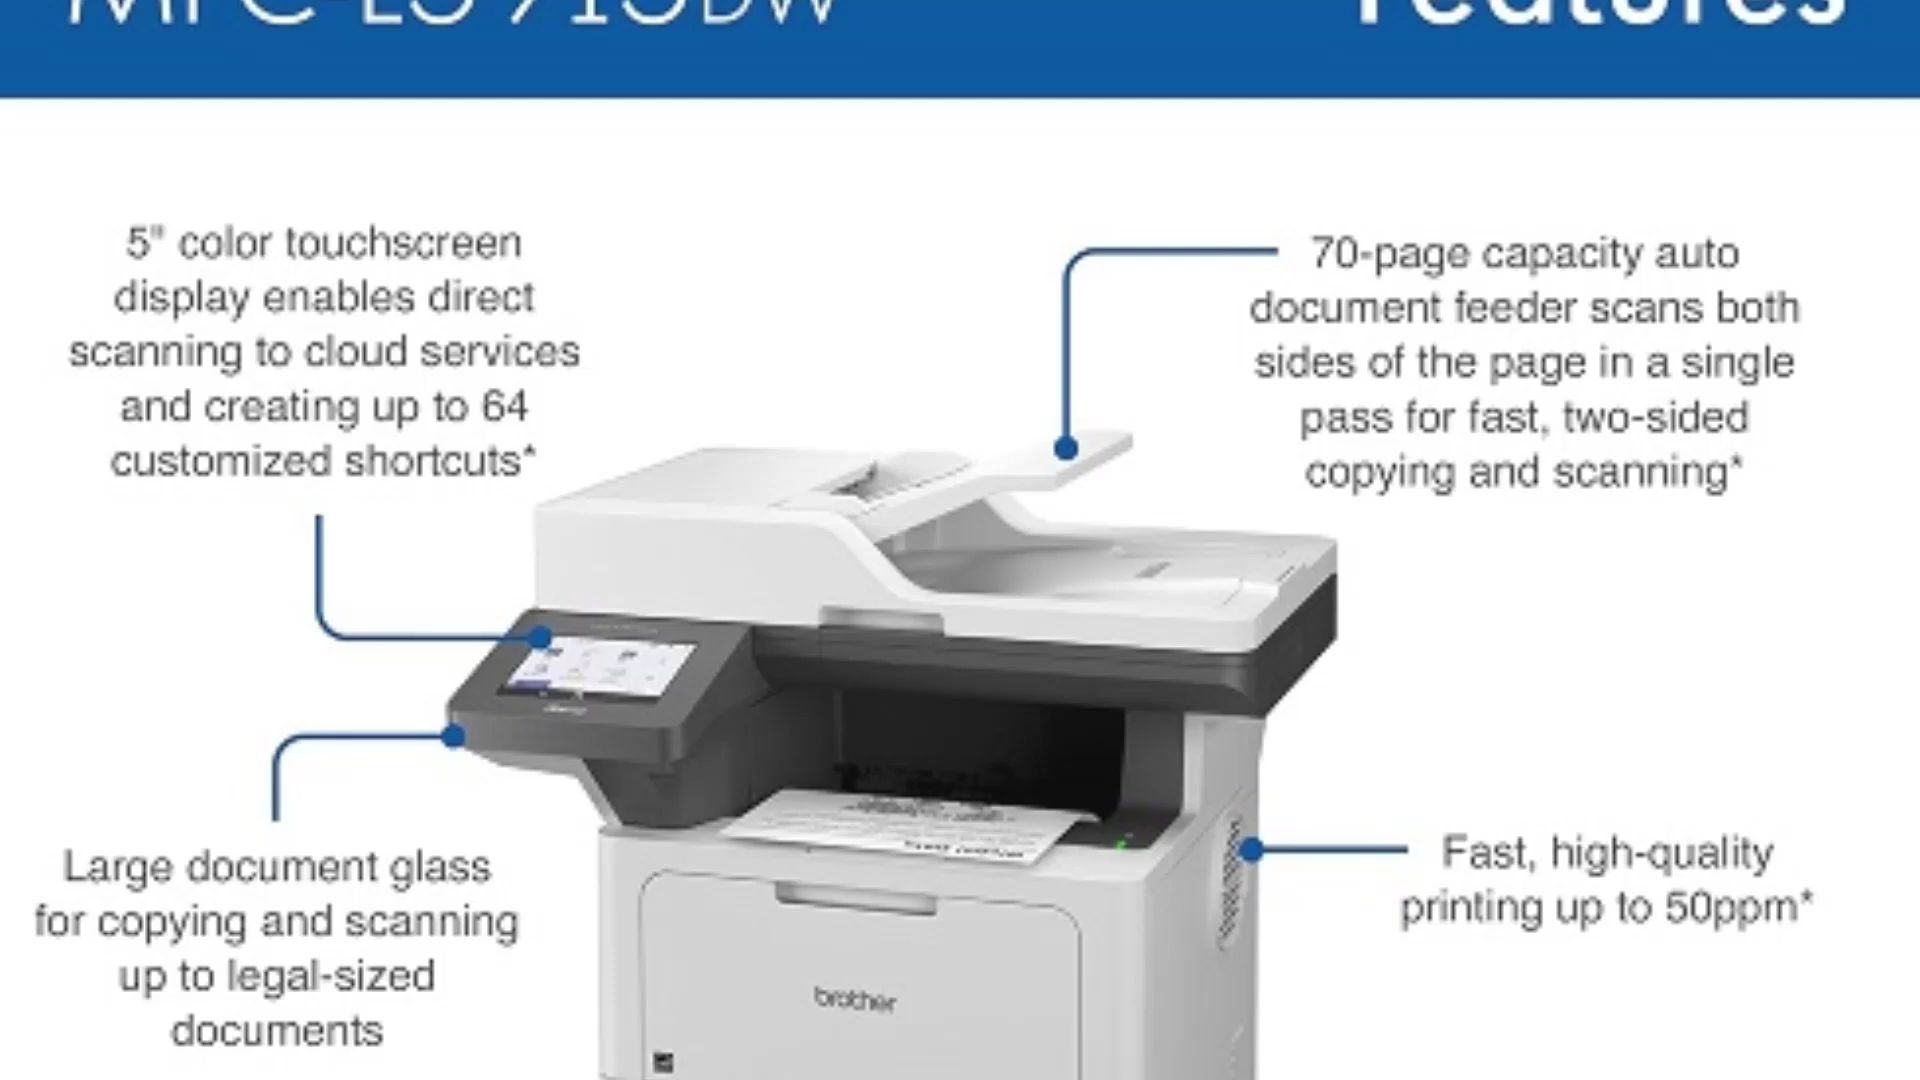 MFC-L5915DW
Features
5" color touchscreen
display enables direct
scanning to cloud services
and creating up to 64
customized shortcuts*
70-page capacity auto
document feeder scans both
sides of the page in a single
pass for fast, two-sided
copying and scanning*
Large document glass
for copying and scanning
up to legal-sized
documents
Fast, high-quality
printing up to 50ppm*
brother